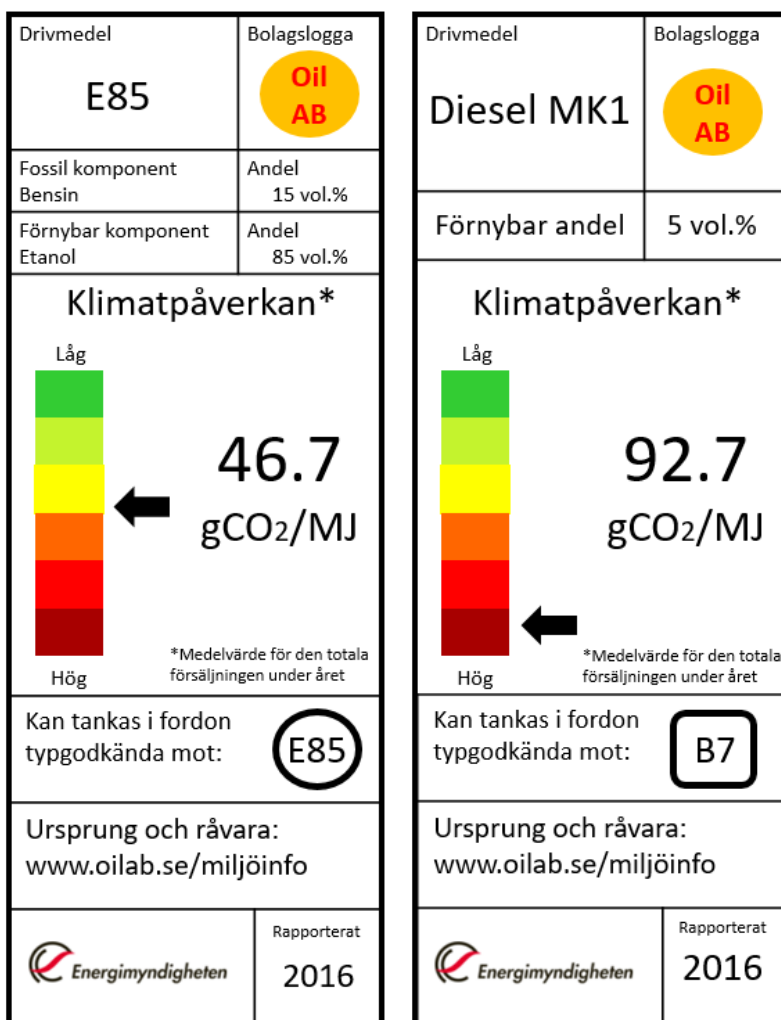 Drivmedel
Bolagslogga
E85
Oil
AB
Fossil komponent
Bensin
Andel
15 vol.%
Förnybar komponent
Etanol
Andel
85 vol.%
Klimatpåverkan*
Låg
46.7
gCO2/MJ
Hög
*Medelvärde för den totala
försäljningen under året
Kan tankas i fordon
typgodkända mot:
E85
Ursprung och råvara:
www.oilab.se/miljöinfo
Energimyndigheten
Rapporterat
2016
Drivmedel
Bolagslogga
Diesel MK1
Oil
AB
Förnybar andel
5 vol.%
Klimatpåverkan*
Låg
92.7
gCO2/MJ
Hög
*Medelvärde för den totala
försäljningen under året
Kan tankas i fordon
typgodkända mot:
B7
Ursprung och råvara:
www.oilab.se/miljöinfo
Energimyndigheten
Rapporterat
2016